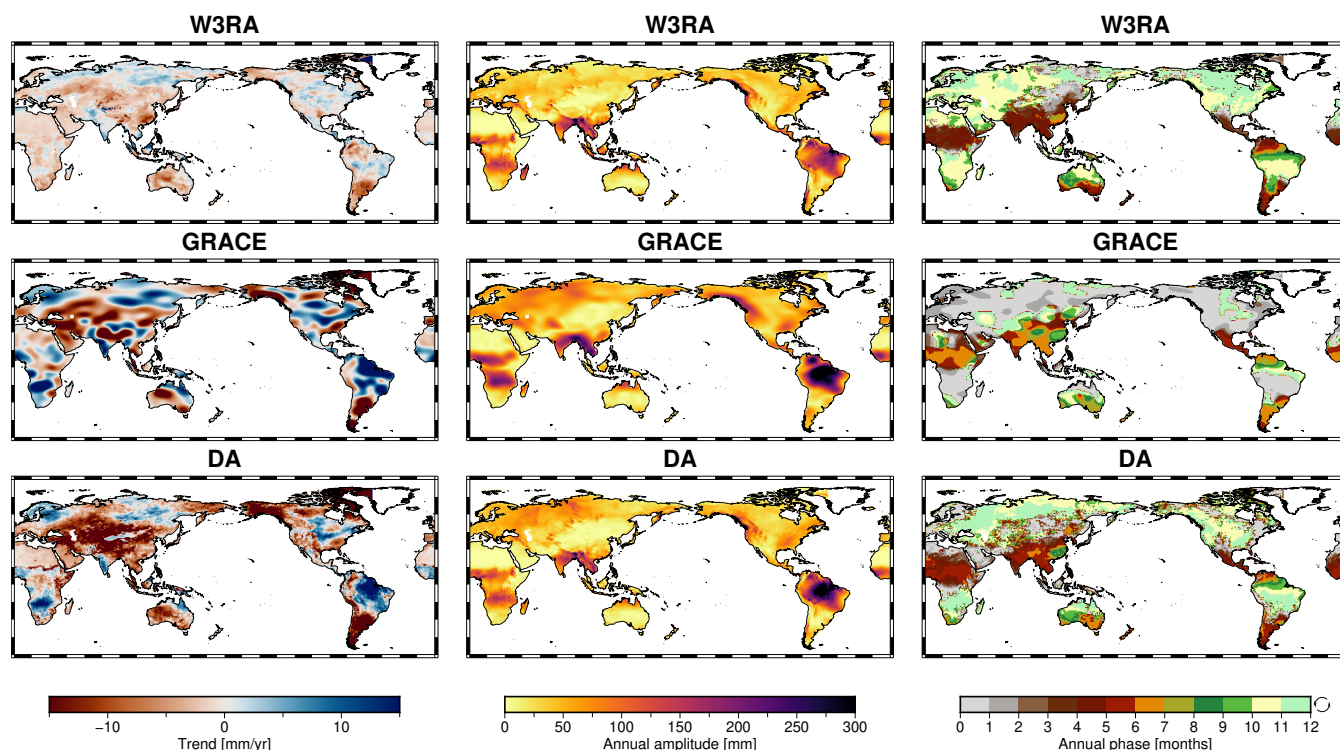 W3RA W3RA W3RA
GRACE GRACE GRACE
DA DA DA
−10 0 10
Trend [mm/yr]
0 50 100 150 200 250 300
Annual amplitude [mm]
0 1 2 3 4 5 6 7 8 9 10 11 12
Annual phase [months]